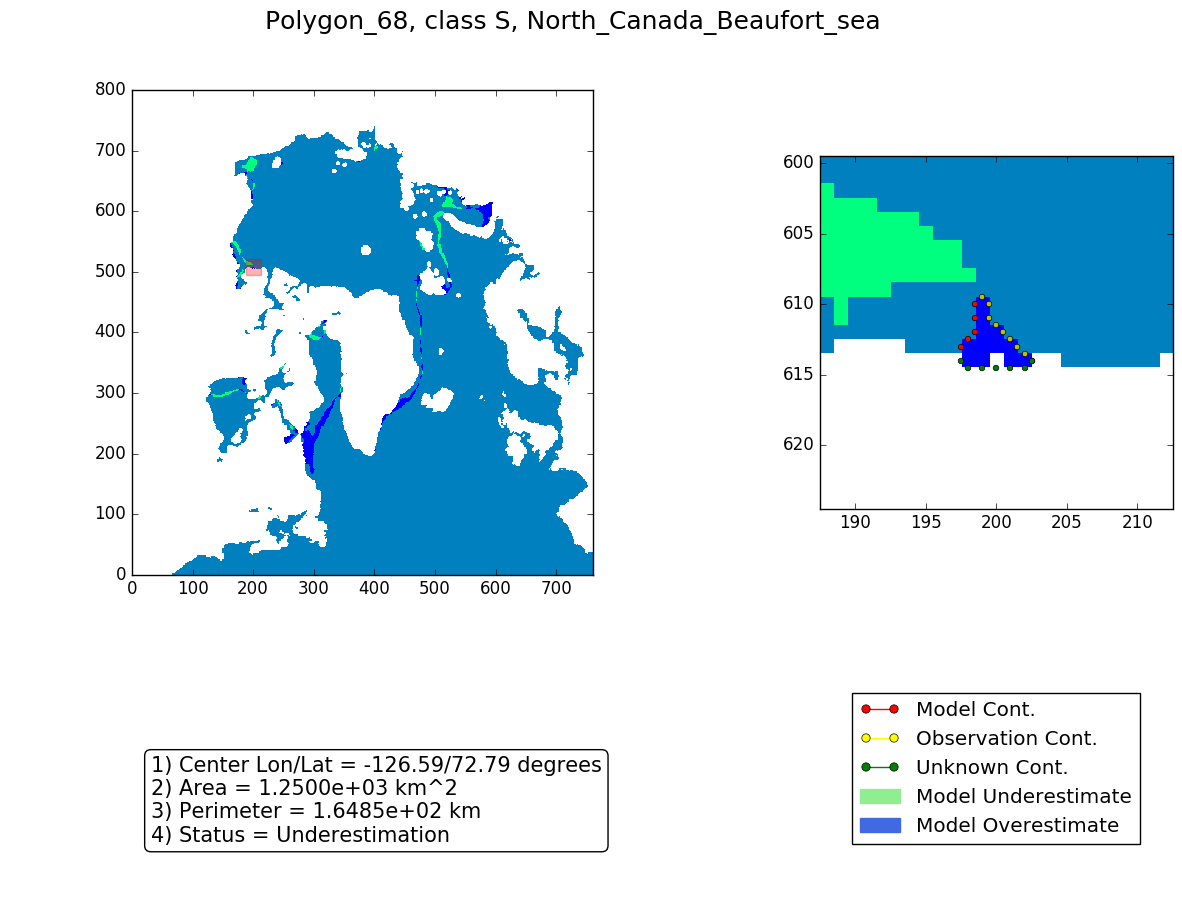 Polygon_68, class S, North_Canada_Beaufort_sea
800
700
600
500
400
300
200
100
0
0 100 200 300 400 500 600 700
600
605
610
615
620
190 195 200 205 210
1) Center Lon/Lat = -126.59/72.79 degrees
2) Area = 1.2500e+03 km^2
3) Perimeter = 1.6485e+02 km
4) Status = Underestimation
Model Cont.
Observation Cont.
Unknown Cont.
Model Underestimate
Model Overestimate